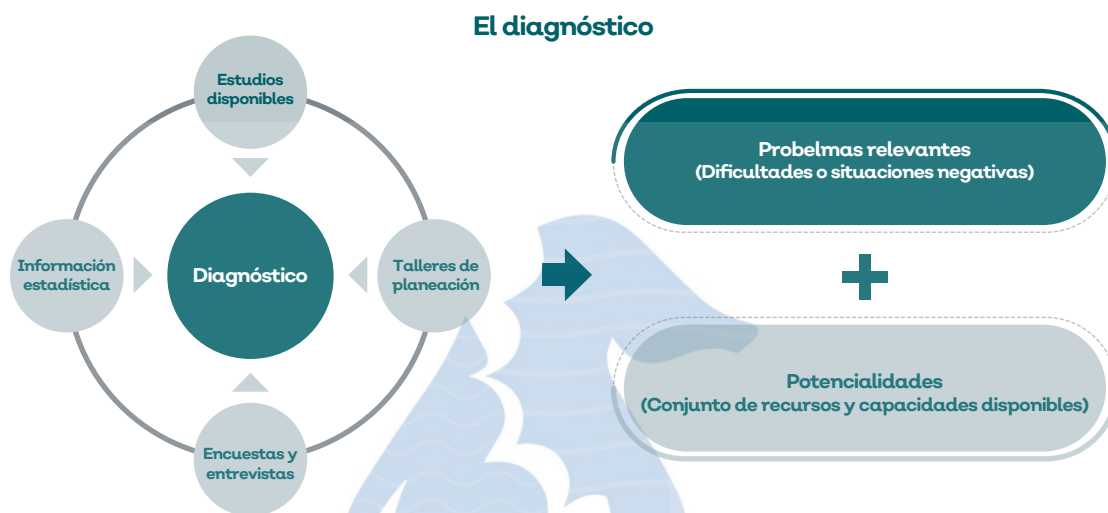 El diagnóstico
Estudios
disponibles
Información
estadística
Diagnóstico
Talleres de
planeación
Encuestas y
entrevistas
Probelmas relevantes
(Dificultades o situaciones negativas)
Potencialidades
(Conjunto de recursos y capacidades disponibles)